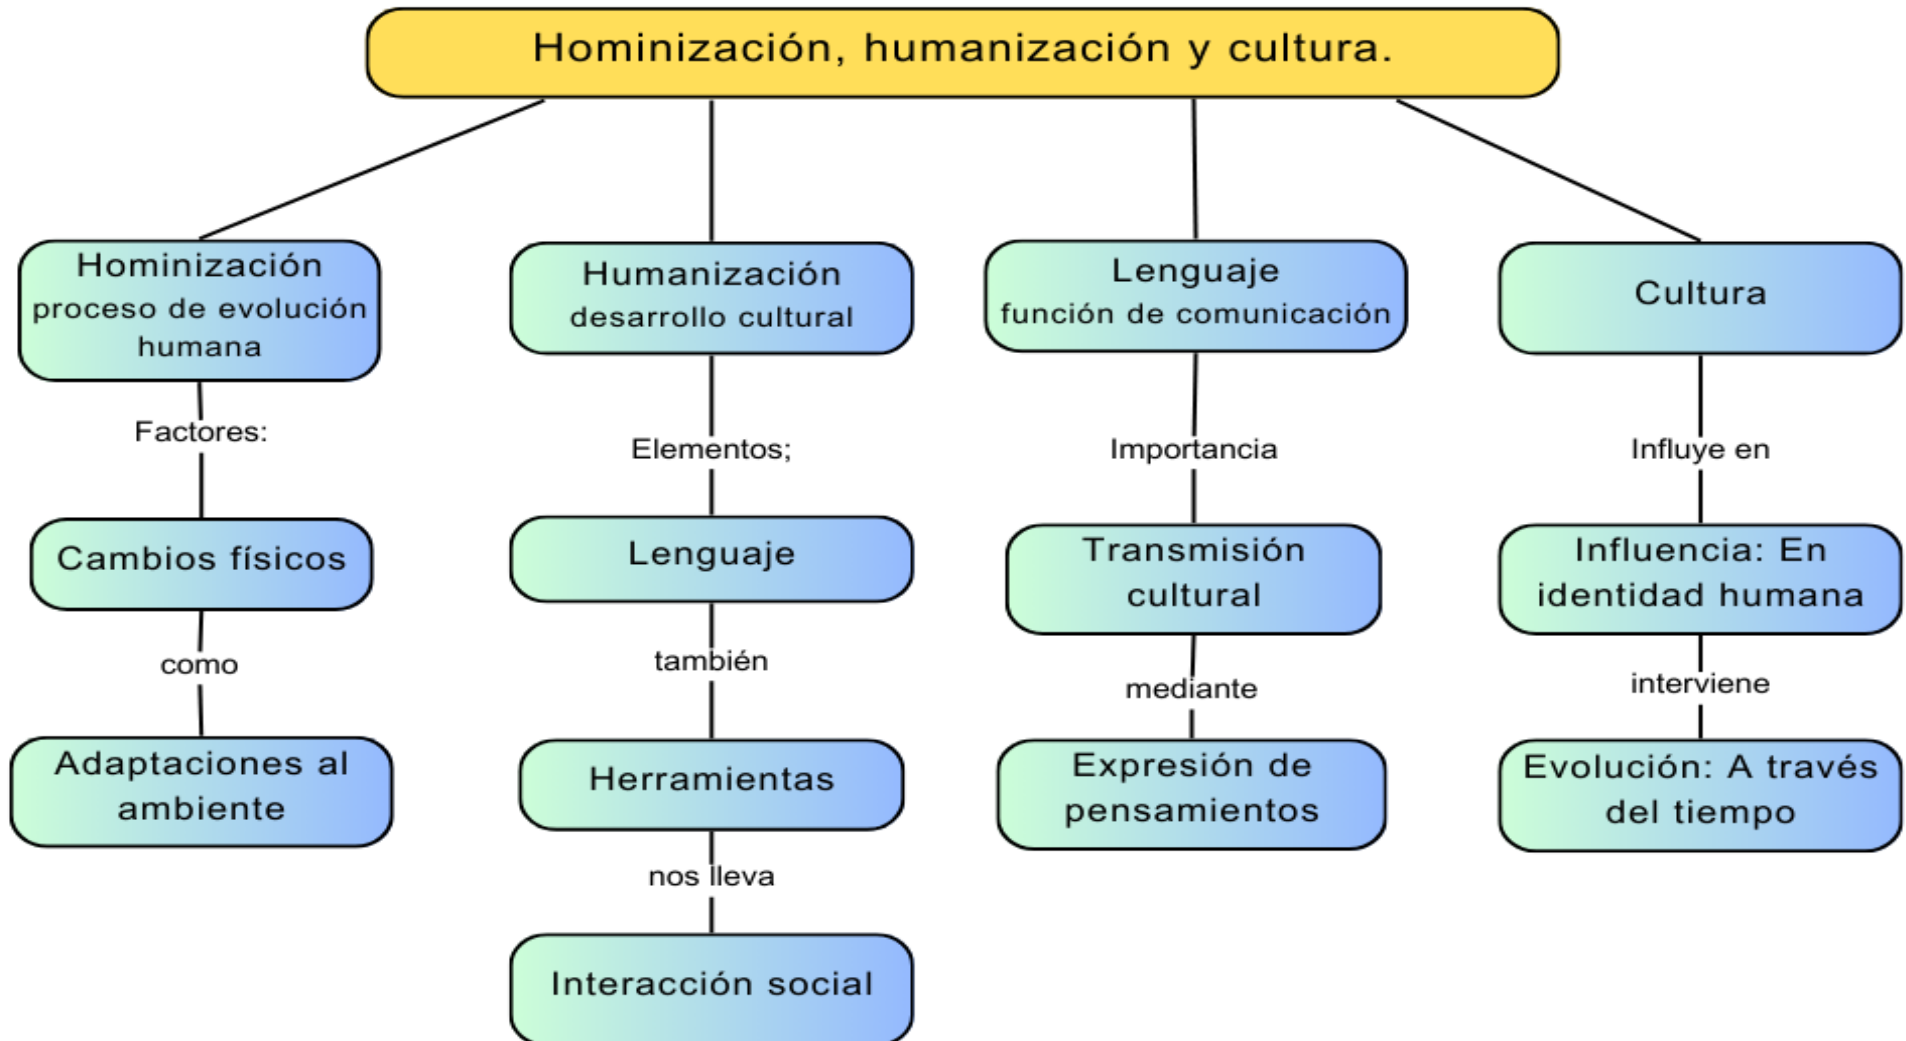 Hominización, humanización y cultura.
Hominización
proceso de evolución
humana
Factores:
Cambios físicos
como
Adaptaciones al
ambiente
Humanización
desarrollo cultural
Elementos;
Lenguaje
también
Herramientas
nos lleva
Interacción social
Lenguaje
función de comunicación
Importancia
Transmisión
cultural
mediante
Expresión de
pensamientos
Cultura
Influye en
Influencia: En
identidad humana
interviene
Evolución: A través
del tiempo